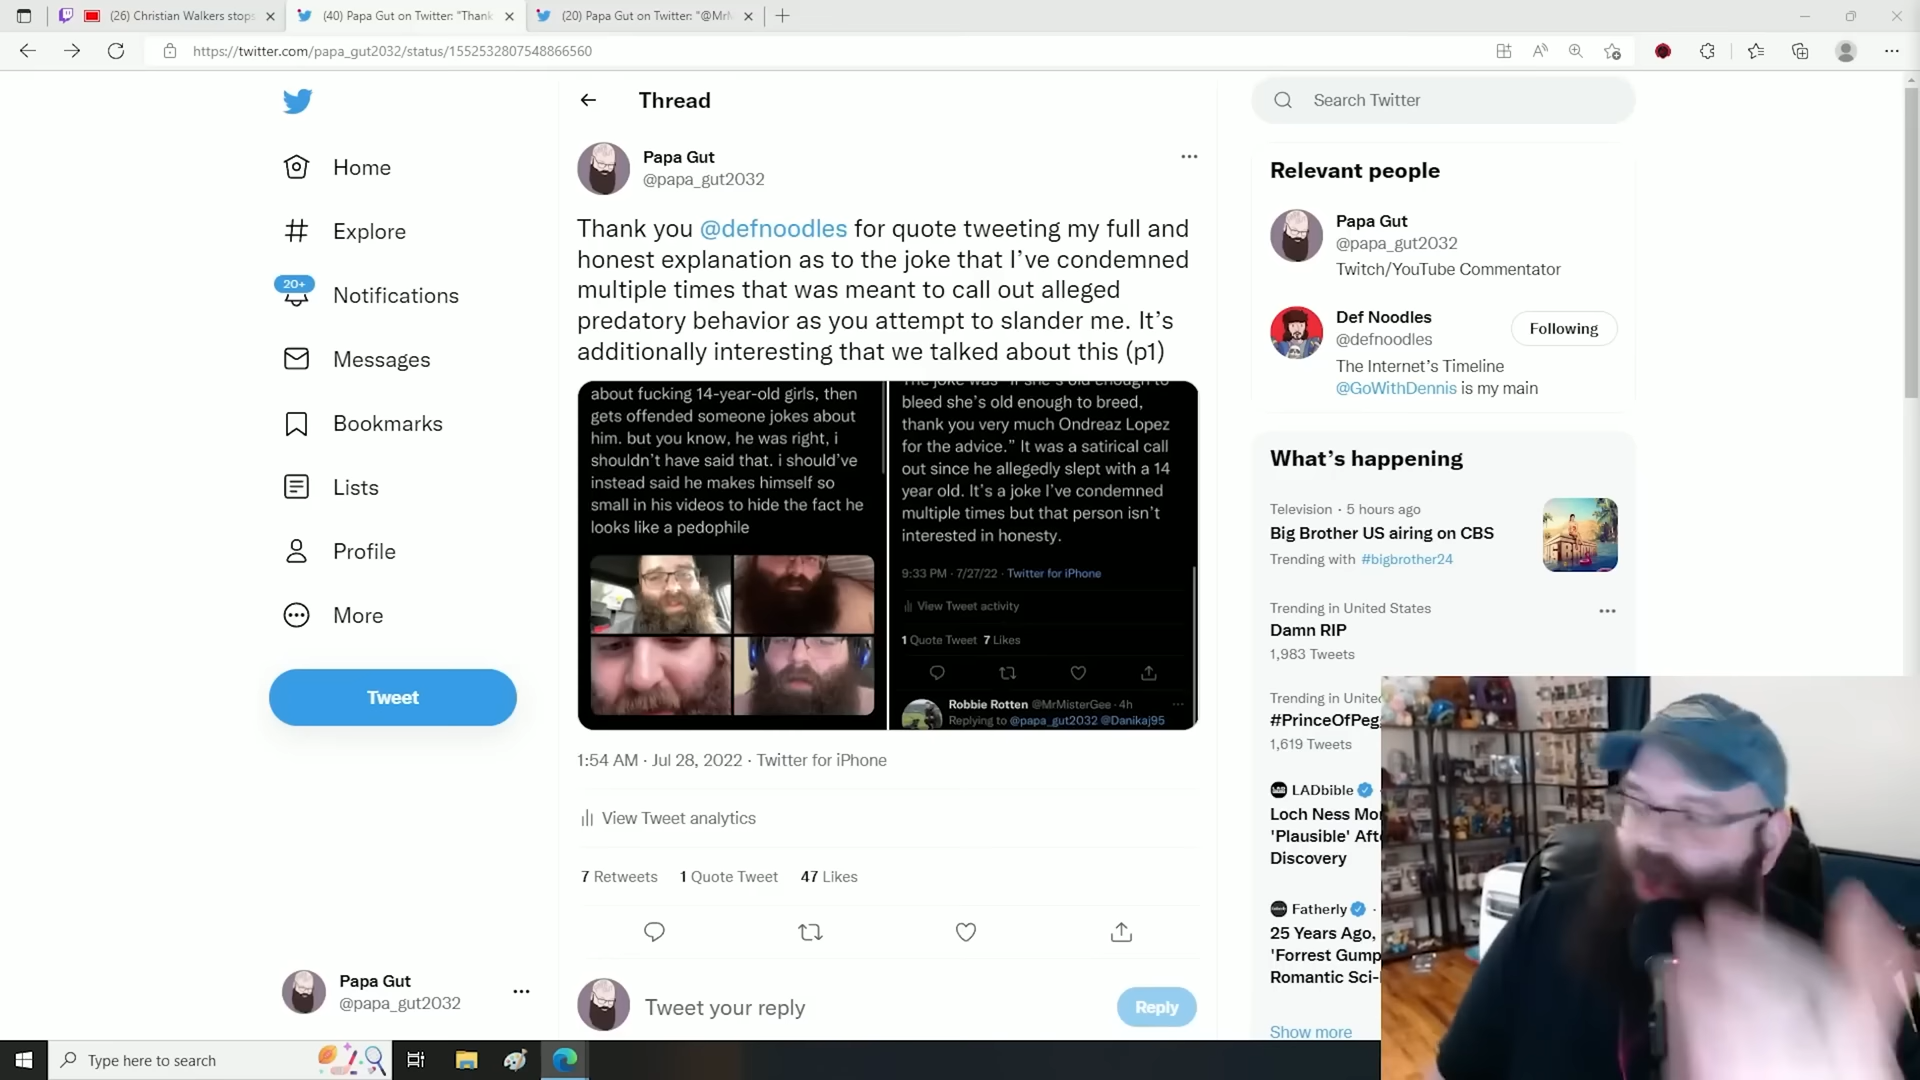 (26) Christian Walkers stops
(40) Papa Gut on Twitter: "Thank
(20) Papa Gut on Twitter: "@MrM
https://twitter.com/papa_gut2032/status/1552532807548866560
Home
Explore
20+
Notifications
Messages
Bookmarks
Lists
Profile
More
Tweet
Papa Gut
@papa_gut2032
Thread
Papa Gut
@papa_gut2032
Thank you @defnoodles for quote tweeting my full and
honest explanation as to the joke that I've condemned
multiple times that was meant to call out alleged
predatory behavior as you attempt to slander me. It's
additionally interesting that we talked about this (p1)
about fucking 14-year-old girls, then
gets offended someone jokes about
him. but you know, he was right, i
shouldn't have said that. i should've
instead said he makes himself so
small in his videos to hide the fact he
looks like a pedophile
The joke was "If she's old enough to
bleed she's old enough to breed,
thank you very much Ondreaz Lopez
for the advice." It was a satirical call
out since he allegedly slept with a 14
year old. It's a joke I've condemned
multiple times but that person isn't
interested in honesty.
9:33 PM · 7/27/22 · Twitter for iPhone
View Tweet activity
1 Quote Tweet 7 Likes
Robbie Rotten @MrMisterGee · 4h
Replying to @papa_gut2032 @Danikaj95
1:54 AM · Jul 28, 2022 · Twitter for iPhone
View Tweet analytics
7 Retweets 1 Quote Tweet 47 Likes
Tweet your reply
Reply
Search Twitter
Relevant people
Papa Gut
@papa_gut2032
Twitch/YouTube Commentator
Def Noodles
@defnoodles
Following
The Internet's Timeline
@GoWithDennis is my main
What's happening
Television · 5 hours ago
Big Brother US airing on CBS
Trending with #bigbrother24
Trending in United States
Damn RIP
1,983 Tweets
Trending in Unite
#PrinceOfPeg
1,619 Tweets
LADbible
Loch Ness Mo
'Plausible' Aft
Discovery
Fatherly ·
25 Years Ago,
'Forrest Gump
Romantic Sci-
Show more
Type here to search